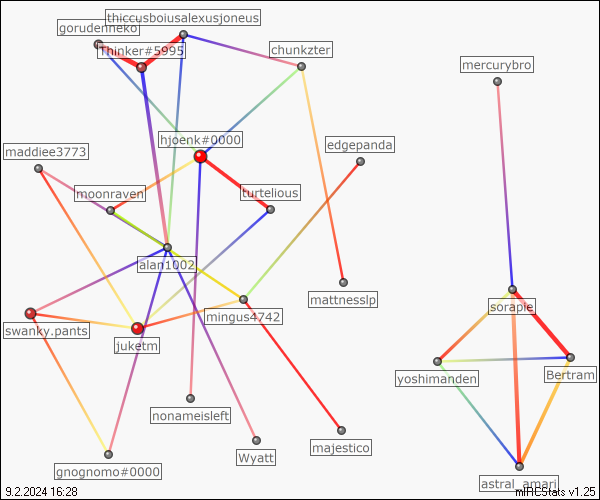 thiccusboiusalexusjoneus
gorudenneko
Thinker#5995
chunkzter
mercurybro
hjoenk#0000
edgepanda
maddiee3773
moonraven
turtelious
alan1002
mattnesslp
sorapie
mingus4742
swanky.pants
juketm
yoshimanden
Bertram
nonameisleft
majestico
Wyatt
gnognomo#0000
astral_amari
9.2.2024 16:28
mIRCStats v1.25